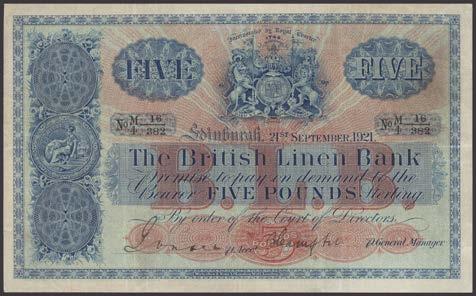 Incorporated by Royal Charter
1746
FIVE FIVE
No M/4 16/382 No M/4 16/382
Edinburgh, 21ST SEPTEMBER, 1921.
The British Linen Bank
Promise to pay on demand to the
Bearer FIVE POUNDS Sterling
By order of the Court of Directors.
p. Acct. p. General Manager